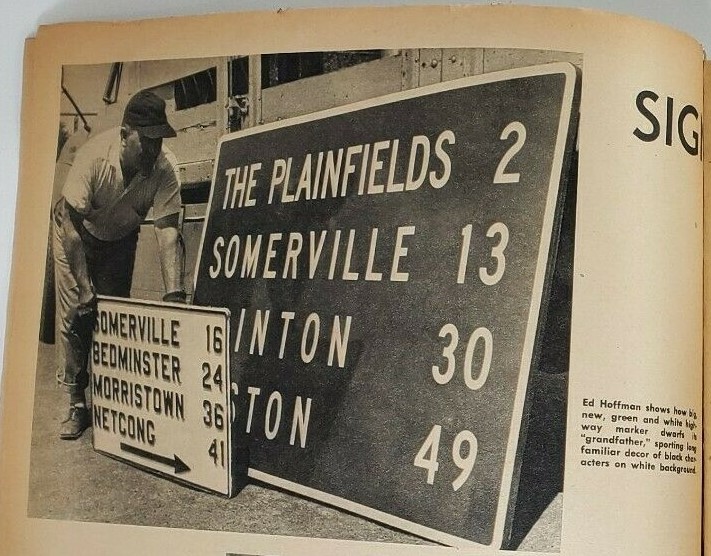 SIG
THE PLAINFIELDS 2
SOMERVILLE 13
INTON 30
STON 49
SOMERVILLE 16
BEDMINSTER 24
MORRISTOWN 36
NETCONG 41
Ed Hoffman shows how big,
new, green and white high-
way marker dwarfs its
"grandfather," sporting long
familiar decor of black char-
acters on white background.